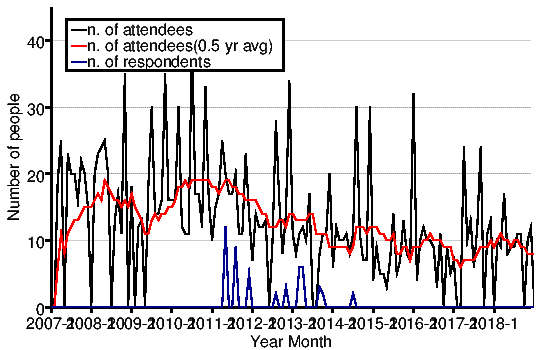 n. of attendees
n. of attendees(0.5 yr avg)
n. of respondents
Number of people
40
30
20
10
0
2007-1 2008-1 2009-1 2010-1 2011-1 2012-1 2013-1 2014-1 2015-1 2016-1 2017-1 2018-1
Year Month